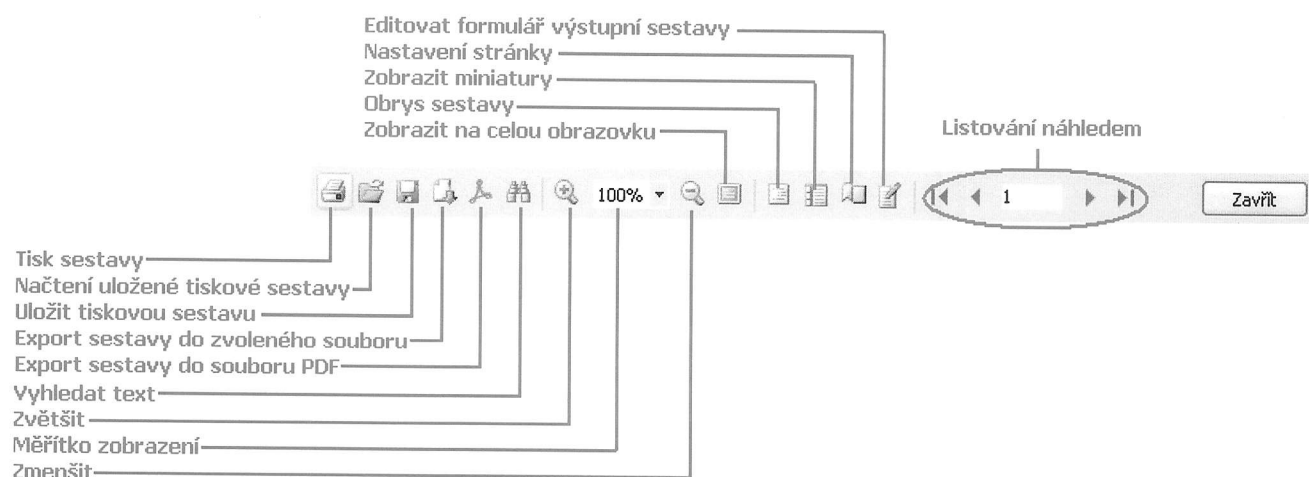 Editovat formulář výstupní sestavy
Nastavení stránky
Zobrazit miniatury
Obrys sestavy
Zobrazit na celou obrazovku
Listování náhledem
100% 1 Zavřít
Tisk sestavy
Načtení uložené tiskové sestavy
Uložit tiskovou sestavu
Export sestavy do zvoleného souboru
Export sestavy do souboru PDF
Vyhledat text
Zvětšit
Měřítko zobrazení
Zmenšit